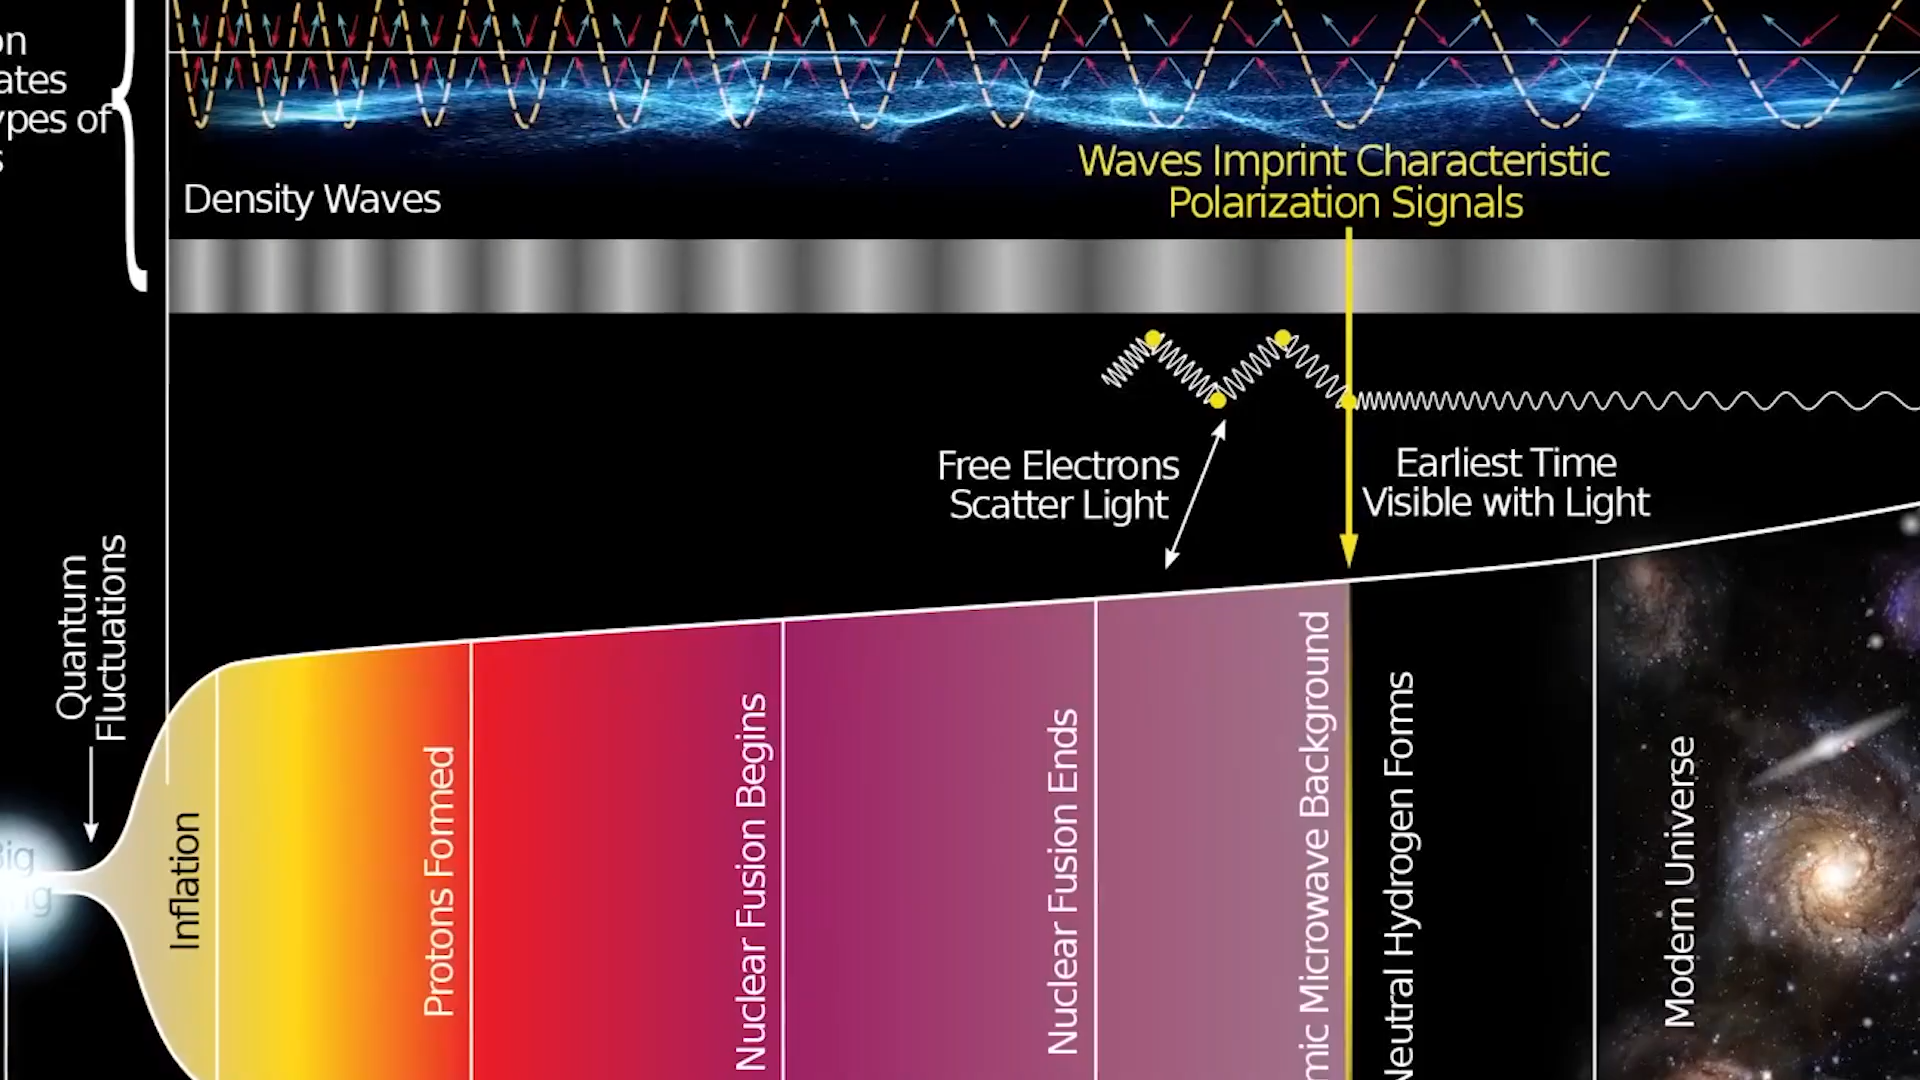 Density Waves
Waves Imprint Characteristic
Polarization Signals
Free Electrons
Scatter Light
Earliest Time
Visible with Light
Quantum
Fluctuations
Inflation
Protons Formed
Nuclear Fusion Begins
Nuclear Fusion Ends
Microwave Background
Neutral Hydrogen Forms
Modern Universe